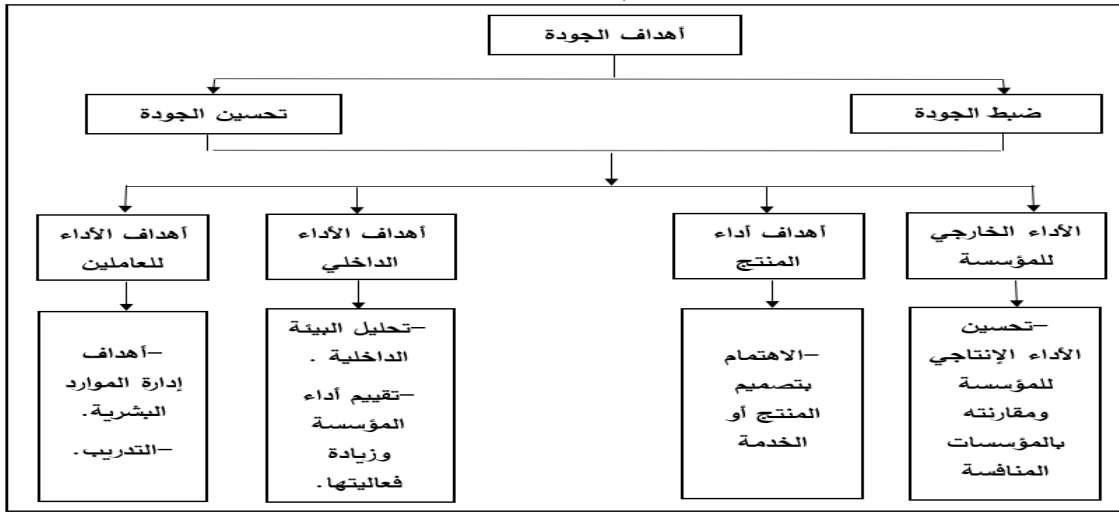 أهداف الجودة
ضبط الجودة
تحسين الجودة
الأداء الخارجي
للمؤسسة
أهداف أداء
المنتج
أهداف الأداء
الداخلي
أهداف الأداء
للعاملين
–تحسين
الأداء الإنتاجي
للمؤسسة
ومقارنته
بالمؤسسات
المنافسة
–الاهتمام
بتصميم
المنتج أو
الخدمة
–تحليل البيئة
الداخلية .
–تقييم أداء
المؤسسة
وزيادة
فعاليتها.
–أهداف
إدارة الموارد
البشرية.
–التدريب.